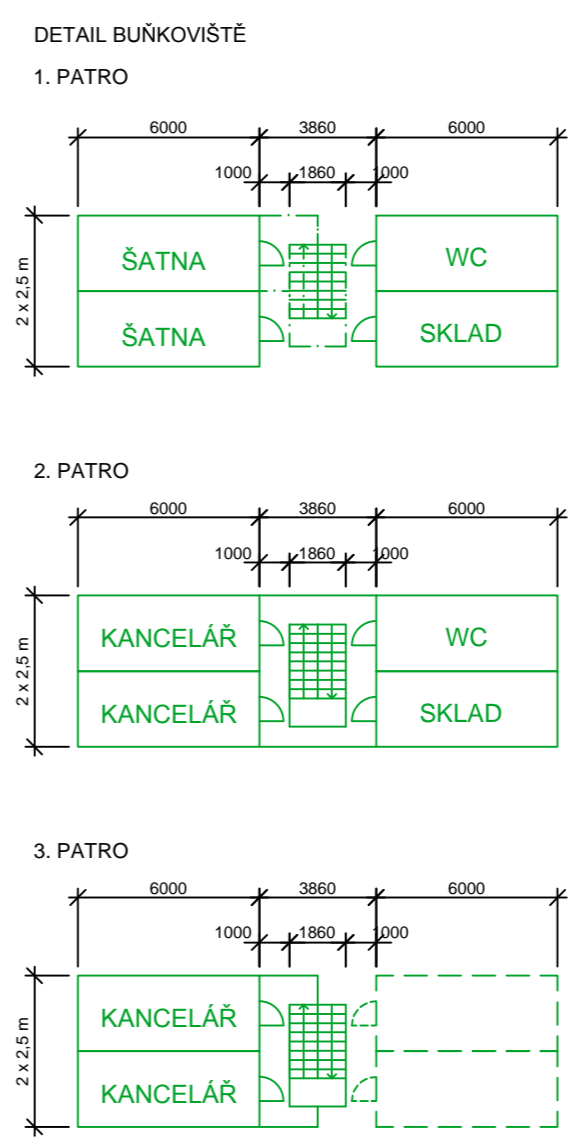 DETAIL BUŇKOVIŠTĚ
1. PATRO
6000 3860 6000
1000 1860 1000
2 x 2,5 m
ŠATNA WC
ŠATNA SKLAD
2. PATRO
6000 3860 6000
1000 1860 1000
2 x 2,5 m
KANCELÁŘ WC
KANCELÁŘ SKLAD
3. PATRO
6000 3860 6000
1000 1860 1000
2 x 2,5 m
KANCELÁŘ
KANCELÁŘ